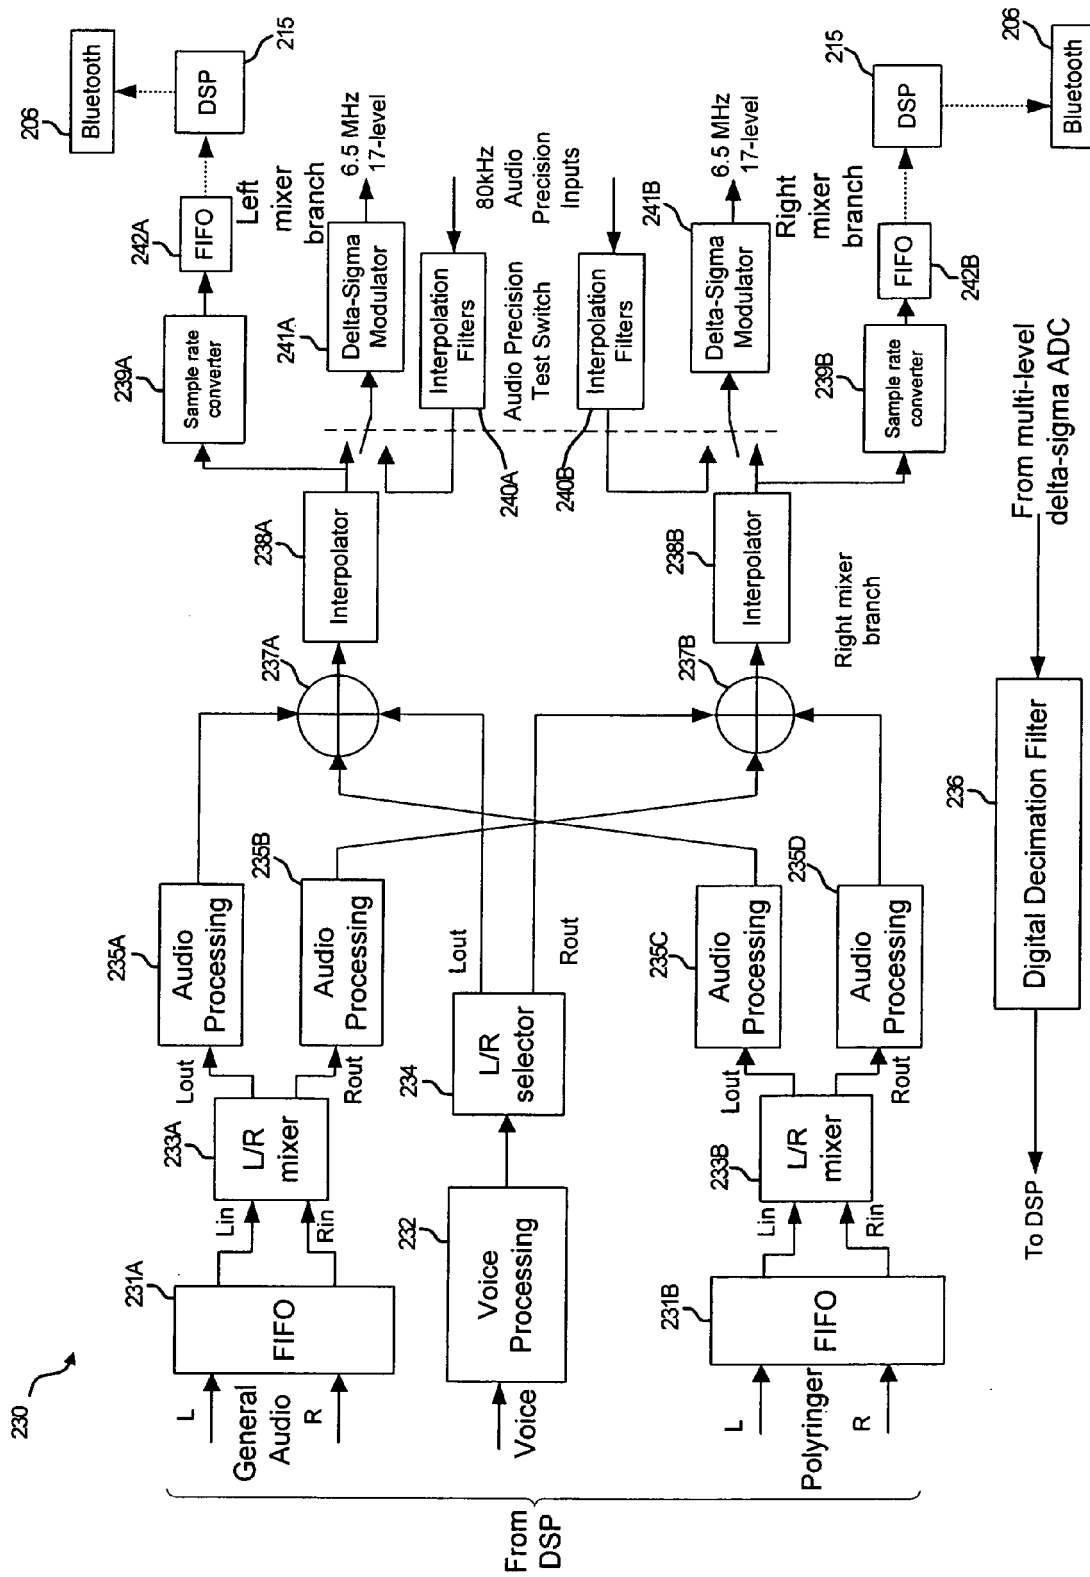 230
From
DSP
L
General
Audio
R
231A
FIFO
Lin
Rin
233A
L/R
mixer
Lout
Rout
235A
Audio
Processing
235B
Audio
Processing
Voice
232
Voice
Processing
234
L/R
selector
Lout
Rout
L
Polyringer
R
231B
FIFO
Lin
Rin
233B
L/R
mixer
Lout
Rout
235C
Audio
Processing
235D
Audio
Processing
237A
237B
238A
Interpolator
238B
Interpolator
Right mixer
branch
239A
Sample rate
converter
242A
FIFO
215
DSP
206
Bluetooth
Left
mixer
branch
241A
Delta-Sigma
Modulator
6.5 MHz
17-level
240A
Interpolation
Filters
80kHz
Audio
Precision
Inputs
Audio Precision
Test Switch
240B
Interpolation
Filters
241B
Delta-Sigma
Modulator
6.5 MHz
17-level
Right
mixer
branch
239B
Sample rate
converter
242B
FIFO
215
DSP
206
Bluetooth
To DSP
236
Digital Decimation Filter
From multi-level
delta-sigma ADC